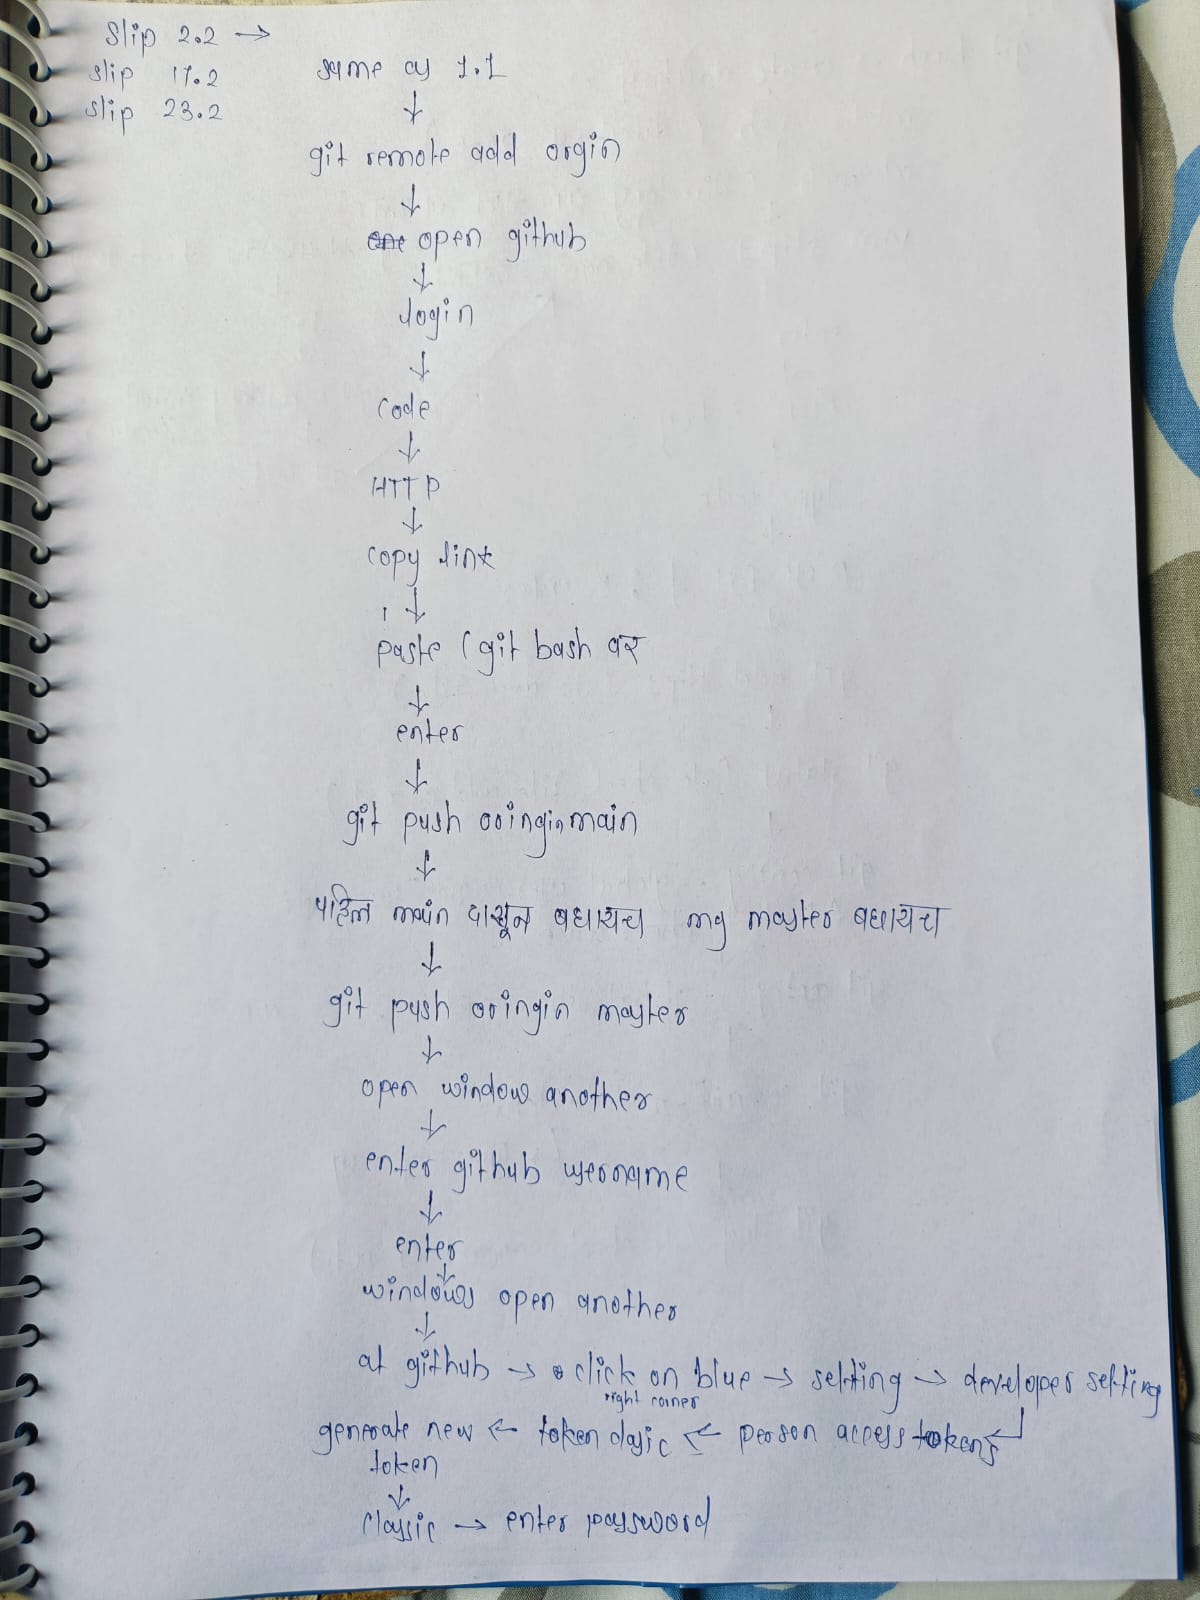 Slip 2.2 →
slip 17.2
slip 23.2
same as 1.1
↓
git remote add orgin
↓
open github
↓
login
↓
code
↓
HTTP
↓
copy link
↓
paste (git bash वर
↓
enter
↓
git push oringin main
↓
पहिल main टाकून बघायच mg master बघायच
↓
git push oringin master
↓
open window another
↓
enter github username
↓
enter
↓
windows open another
↓
at github → click on blue → setting → developer setting
right corner
generate new ← token clasic ← person access tokens
token
↓
classic → enter password